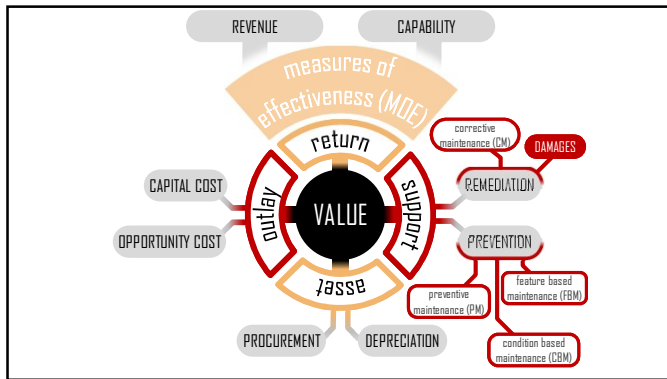 REVENUE
CAPABILITY
measures of
effectiveness (MOE)
return
corrective
maintenance (CM)
DAMAGES
CAPITAL COST
REMEDIATION
outlay
VALUE
support
OPPORTUNITY COST
PREVENTION
asset
preventive
maintenance (PM)
feature based
maintenance (FBM)
PROCUREMENT
DEPRECIATION
condition based
maintenance (CBM)